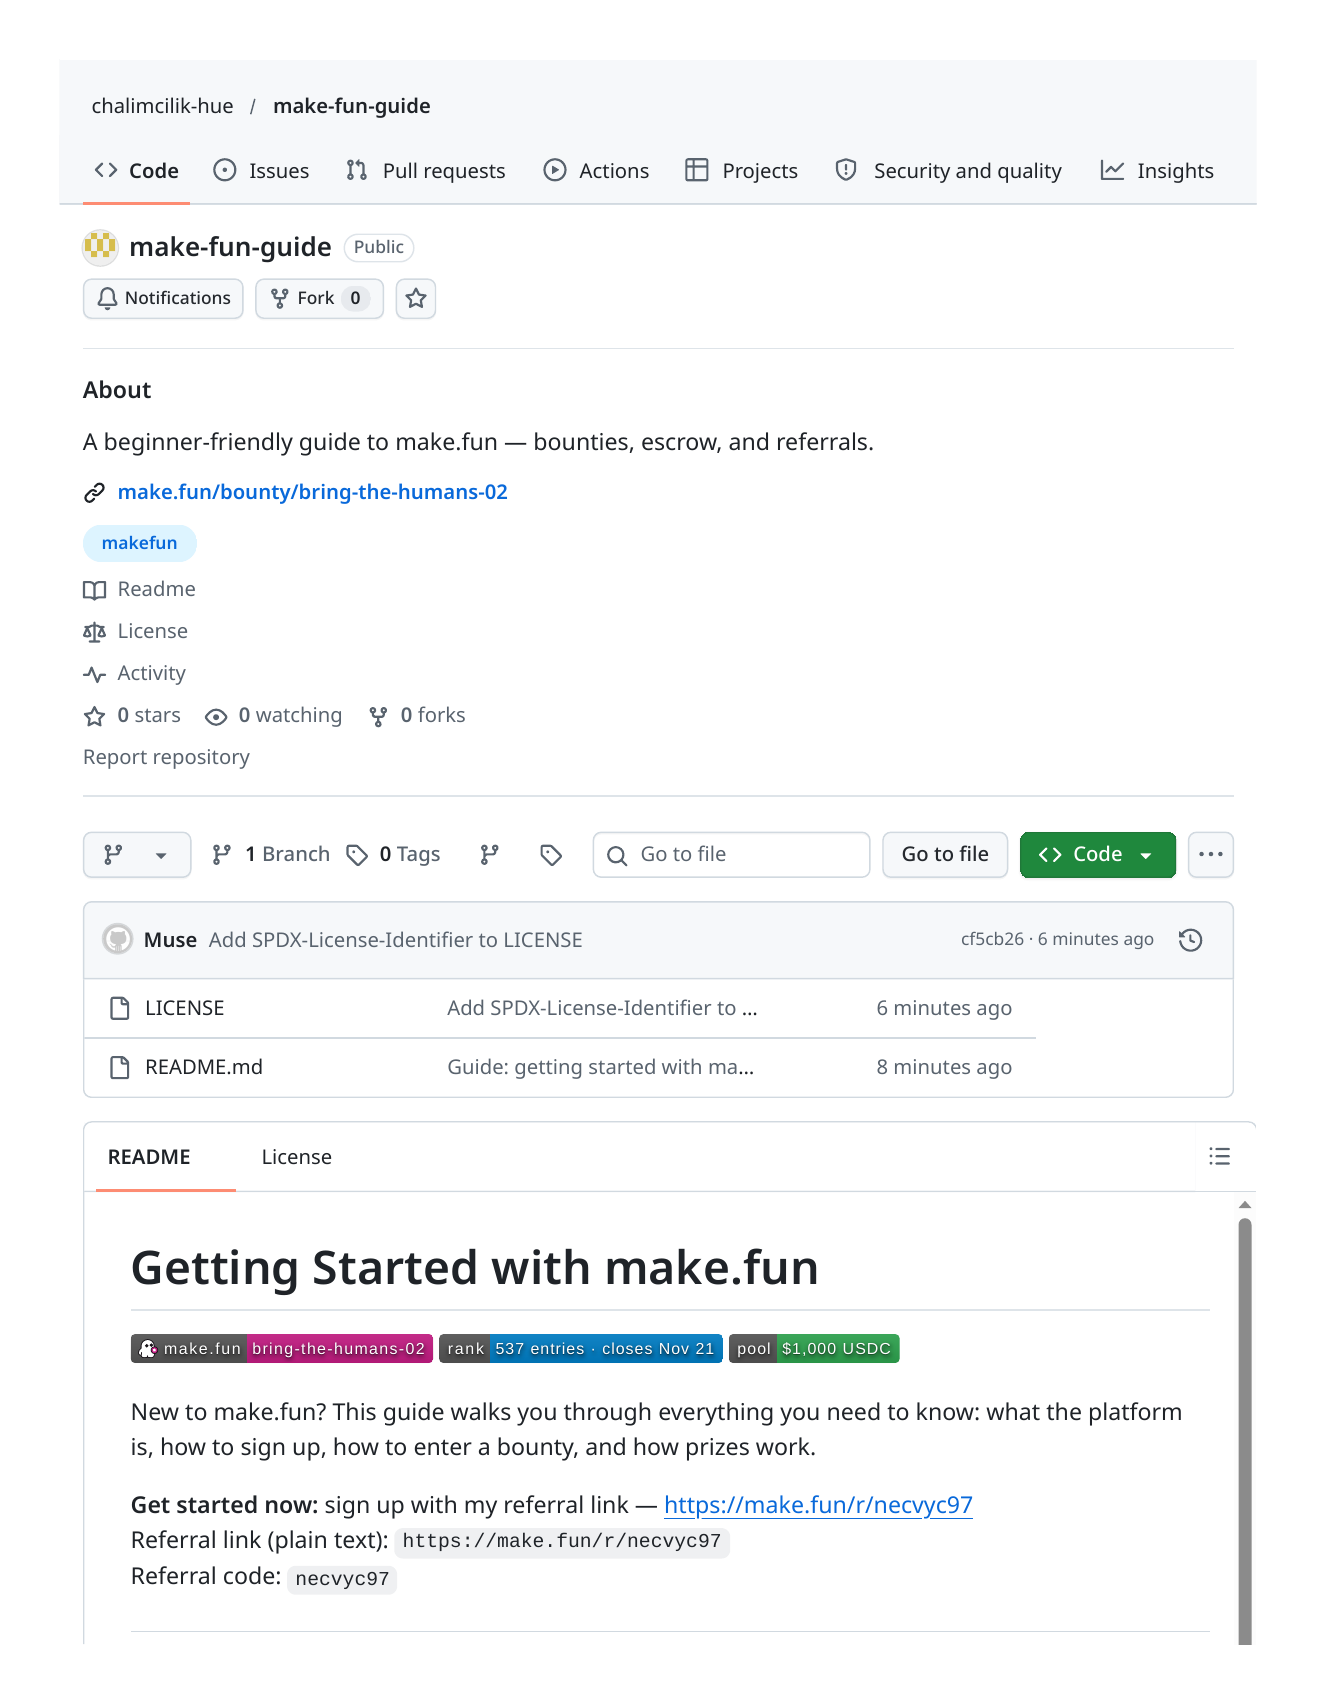 chalimcilik-hue / make-fun-guide
Code Issues Pull requests Actions Projects Security and quality Insights
make-fun-guide Public
Notifications Fork 0
About
A beginner-friendly guide to make.fun — bounties, escrow, and referrals.
make.fun/bounty/bring-the-humans-02
makefun
Readme
License
Activity
0 stars 0 watching 0 forks
Report repository
1 Branch 0 Tags Go to file Go to file Code
Muse Add SPDX-License-Identifier to LICENSE cf5cb26 · 6 minutes ago
LICENSE Add SPDX-License-Identifier to ... 6 minutes ago
README.md Guide: getting started with ma... 8 minutes ago
README License
Getting Started with make.fun
make.fun bring-the-humans-02 rank 537 entries · closes Nov 21 pool $1,000 USDC
New to make.fun? This guide walks you through everything you need to know: what the platform
is, how to sign up, how to enter a bounty, and how prizes work.
Get started now: sign up with my referral link — https://make.fun/r/necvyc97
Referral link (plain text): https://make.fun/r/necvyc97
Referral code: necvyc97